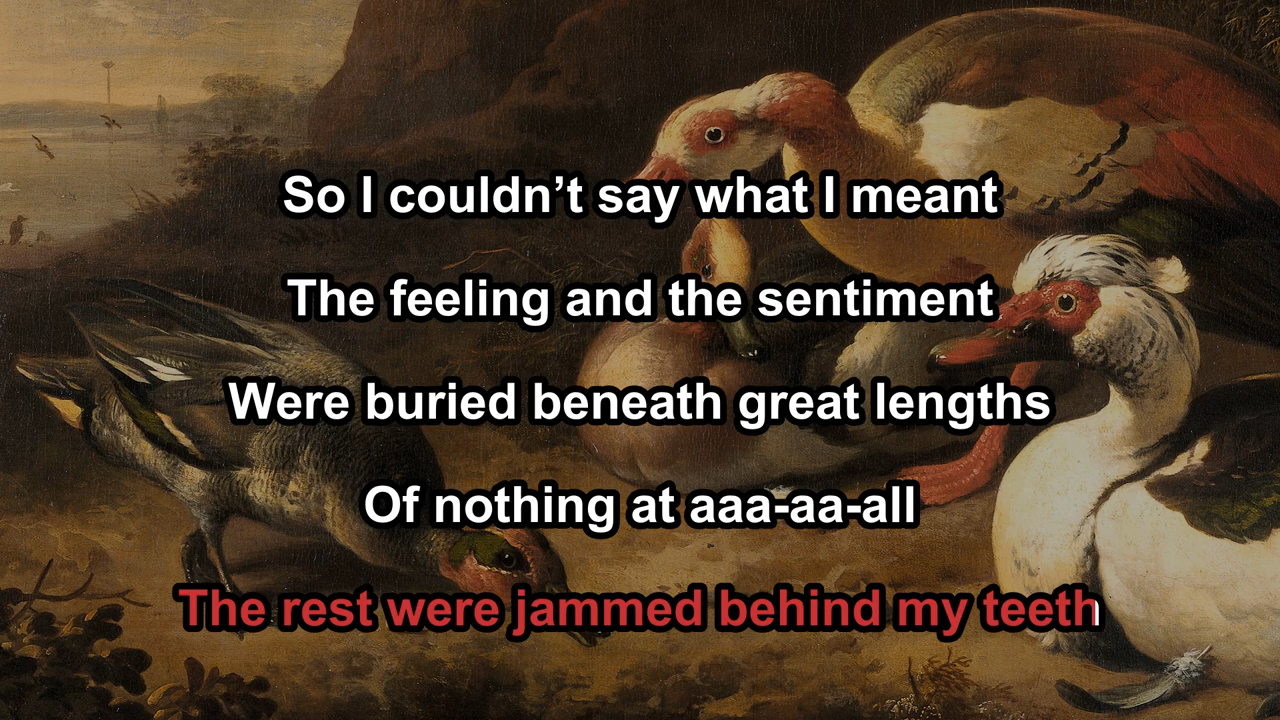 So I couldn’t say what I meant
The feeling and the sentiment
Were buried beneath great lengths
Of nothing at aaa-aa-all
The rest were jammed behind my teeth